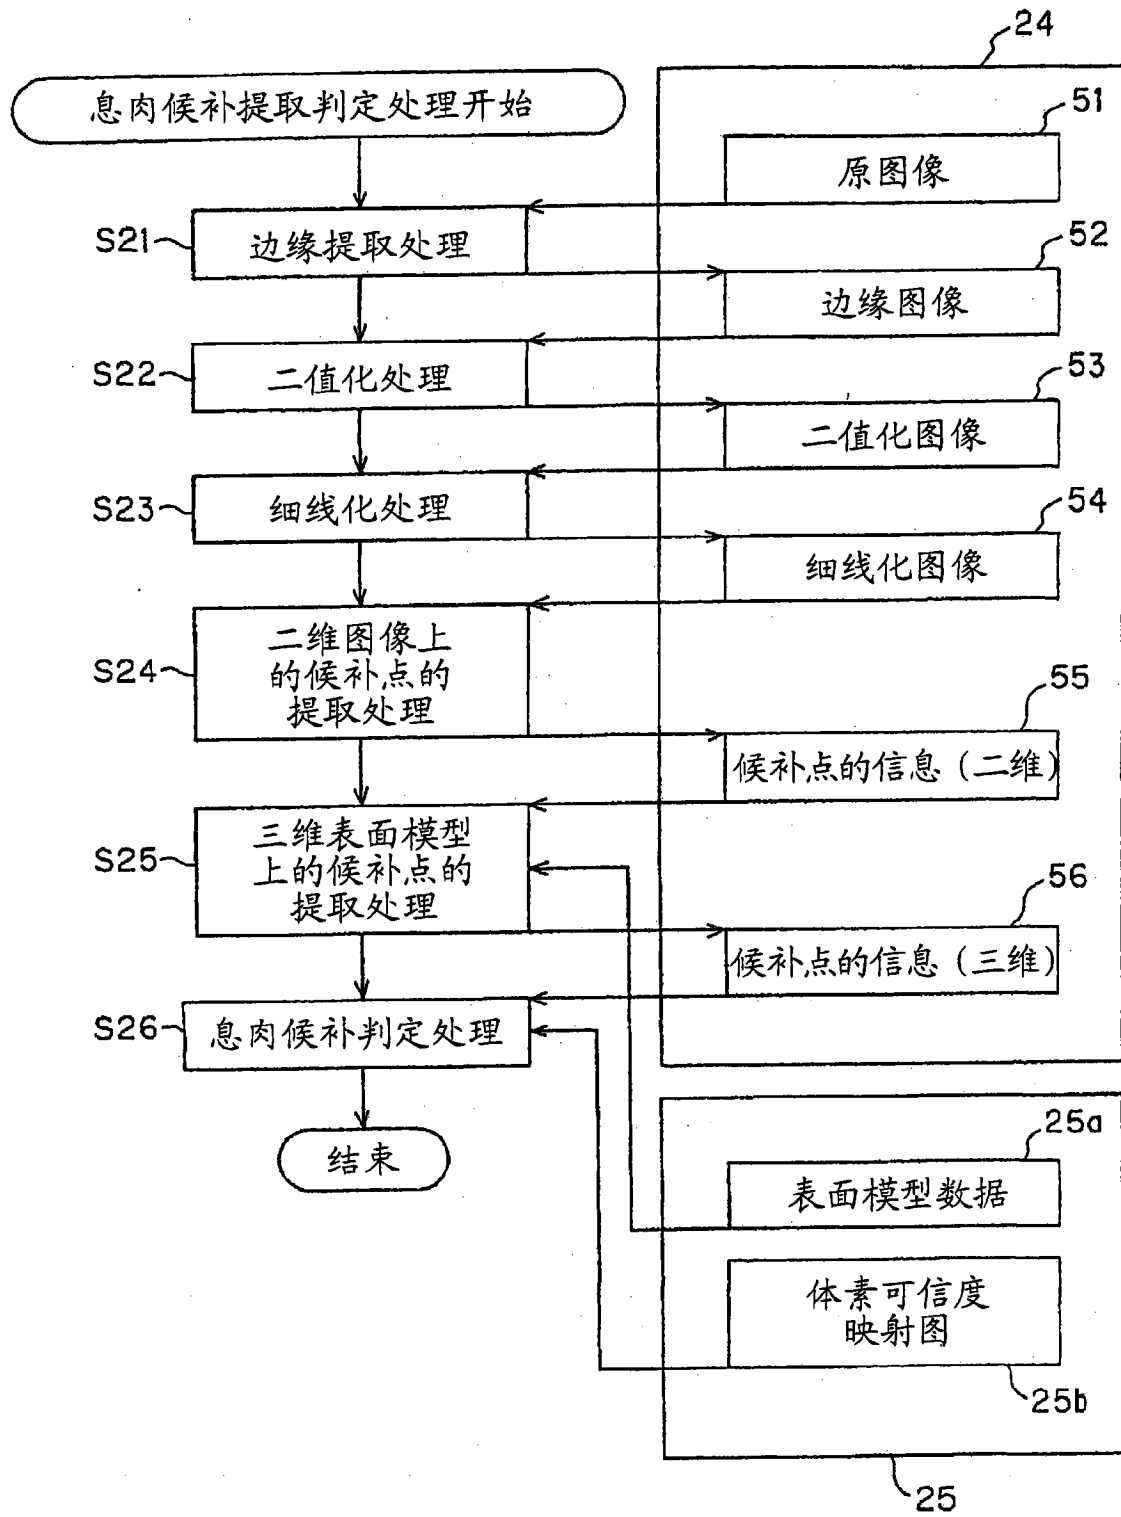 24
息肉候补提取判定处理开始
51
原图像
S21
边缘提取处理
52
边缘图像
S22
二值化处理
53
二值化图像
S23
细线化处理
54
细线化图像
S24
二维图像上
的候补点的
提取处理
55
候补点的信息（二维）
S25
三维表面模型
上的候补点的
提取处理
56
候补点的信息（三维）
S26
息肉候补判定处理
结束
25a
表面模型数据
体素可信度
映射图
25b
25